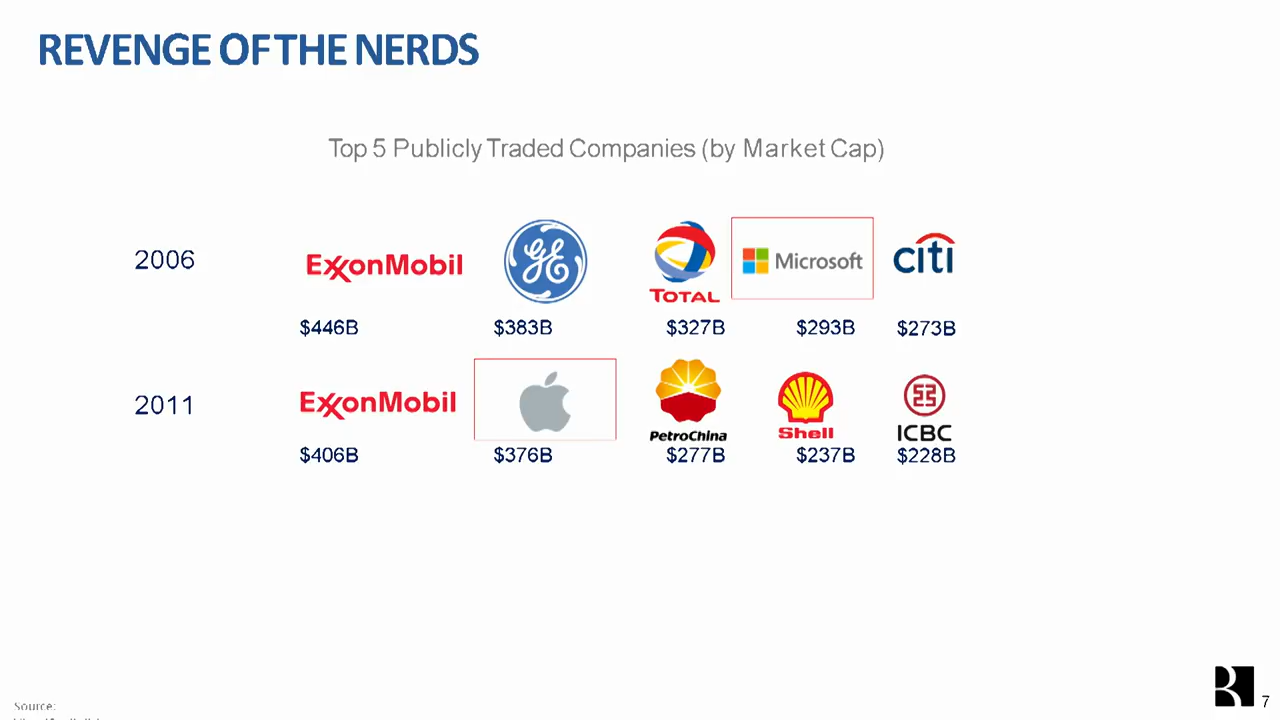 REVENGE OF THE NERDS
Top 5 Publicly Traded Companies (by Market Cap)
2006
ExxonMobil
GE
TOTAL
Microsoft
citi
$446B $383B $327B $293B $273B
2011
ExxonMobil
PetroChina
Shell
ICBC
$406B $376B $277B $237B $228B
Source:
7